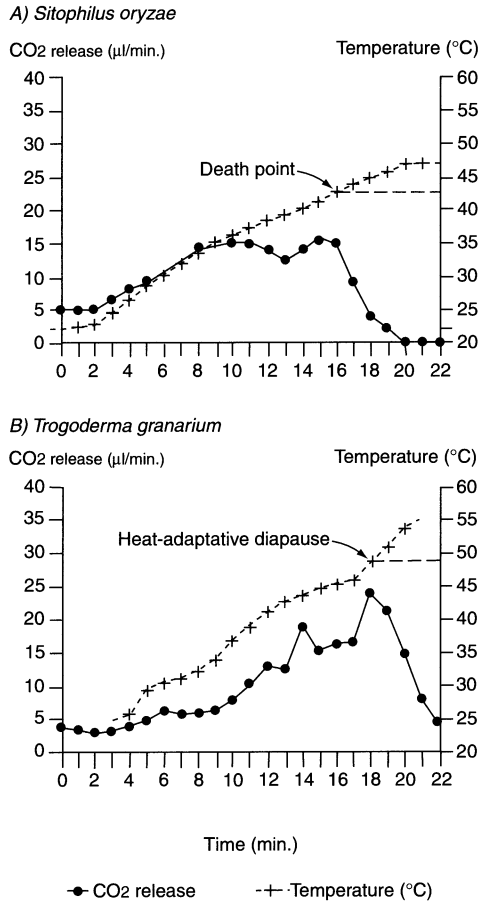 A) Sitophilus oryzae
CO2 release (μl/min.) Temperature (°C)
40 60
35 55
30 50
Death point
25 45
20 40
15 35
10 30
5 25
0 20
0 2 4 6 8 10 12 14 16 18 20 22
B) Trogoderma granarium
CO2 release (μl/min.) Temperature (°C)
40 60
35 55
Heat-adaptative diapause
30 50
25 45
20 40
15 35
10 30
5 25
0 20
0 2 4 6 8 10 12 14 16 18 20 22
Time (min.)
CO2 release Temperature (°C)